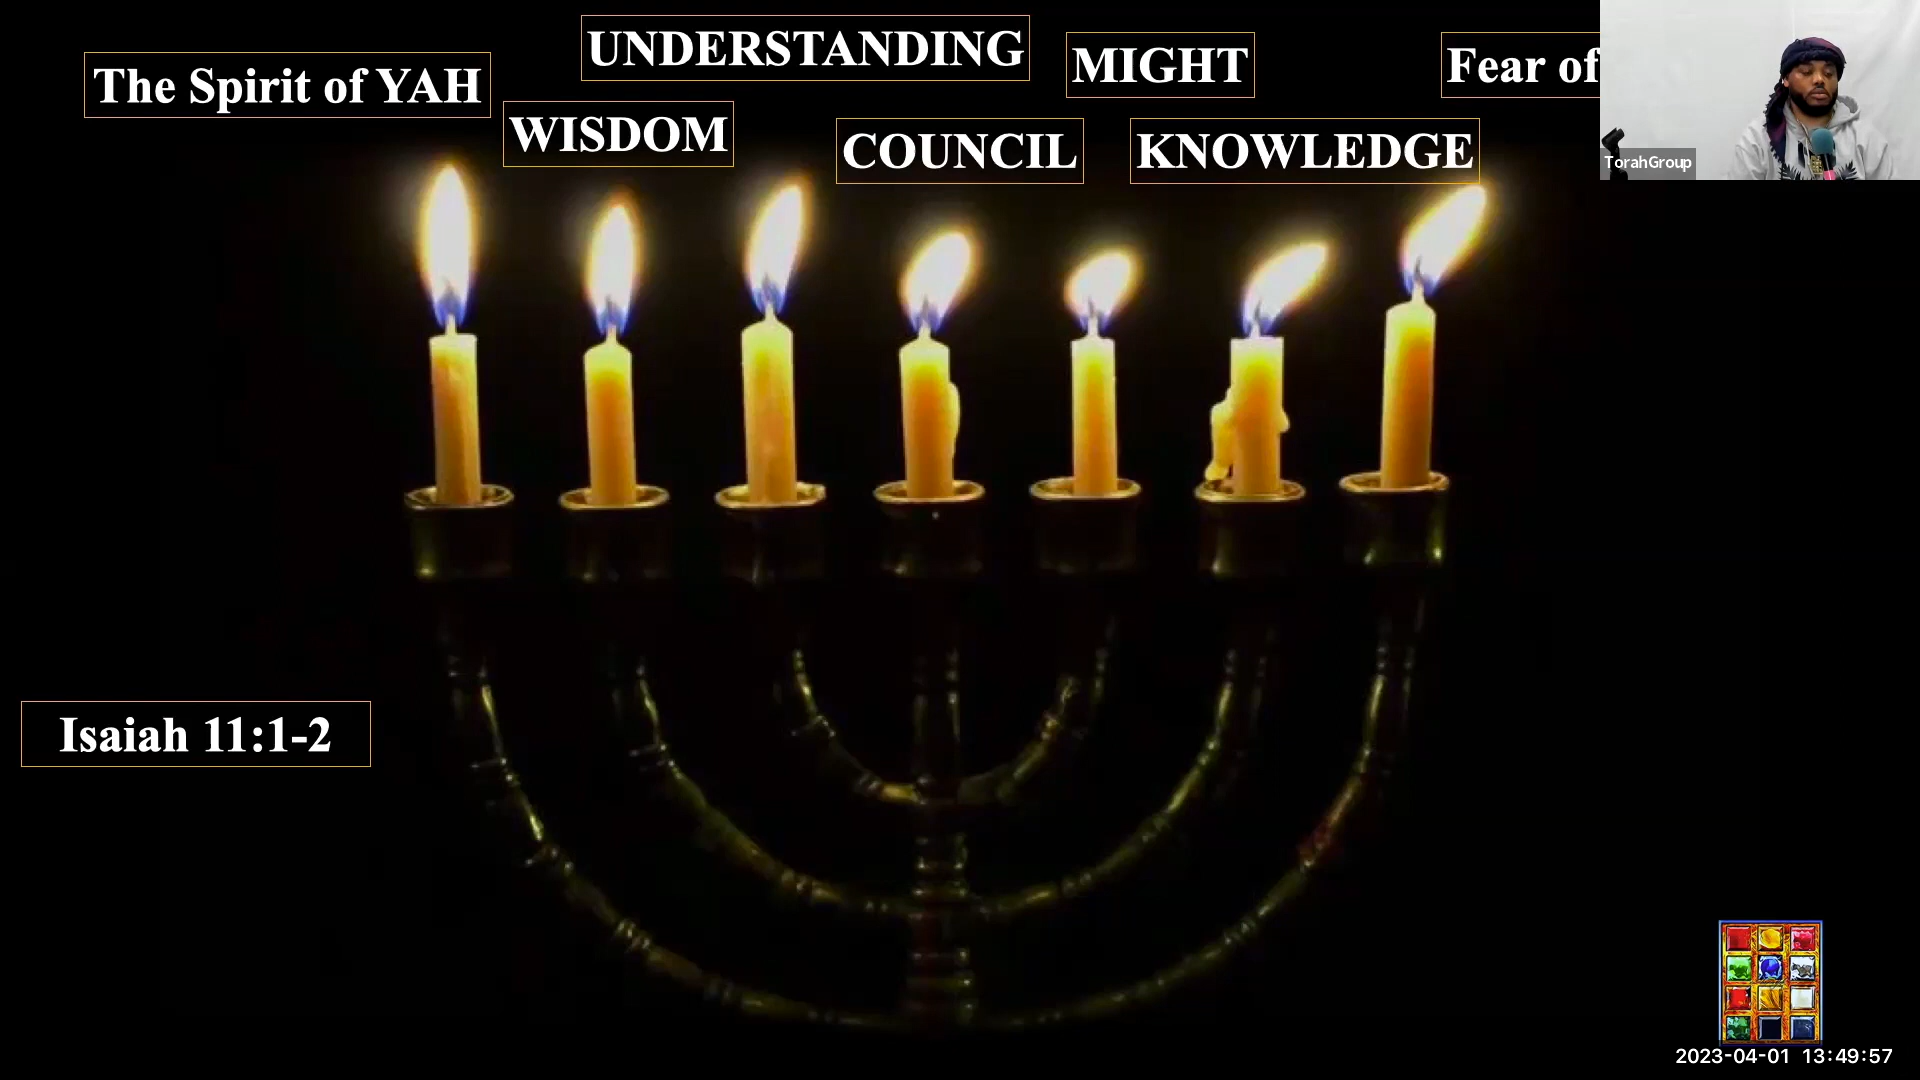 The Spirit of YAH
UNDERSTANDING
MIGHT
Fear of
WISDOM
COUNCIL
KNOWLEDGE
TorahGroup
Isaiah 11:1-2
2023-04-01 13:49:57